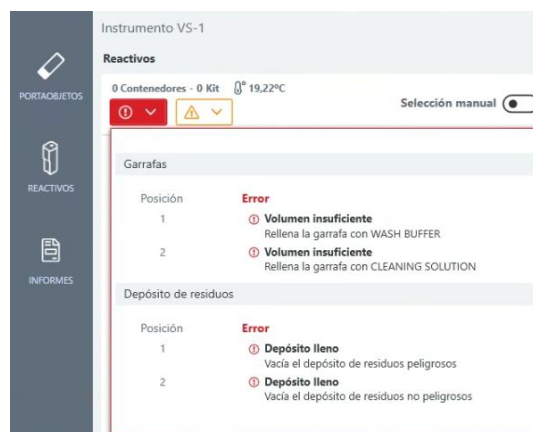 Instrumento VS-1
Reactivos
0 Contenedores - 0 Kit 19,22ºC
Selección manual
PORTAOBJETOS
REACTIVOS
INFORMES
Garrafas
Posición Error
1 Volumen insuficiente
Rellena la garrafa con WASH BUFFER
2 Volumen insuficiente
Rellena la garrafa con CLEANING SOLUTION
Depósito de residuos
Posición Error
1 Depósito lleno
Vacía el depósito de residuos peligrosos
2 Depósito lleno
Vacía el depósito de residuos no peligrosos